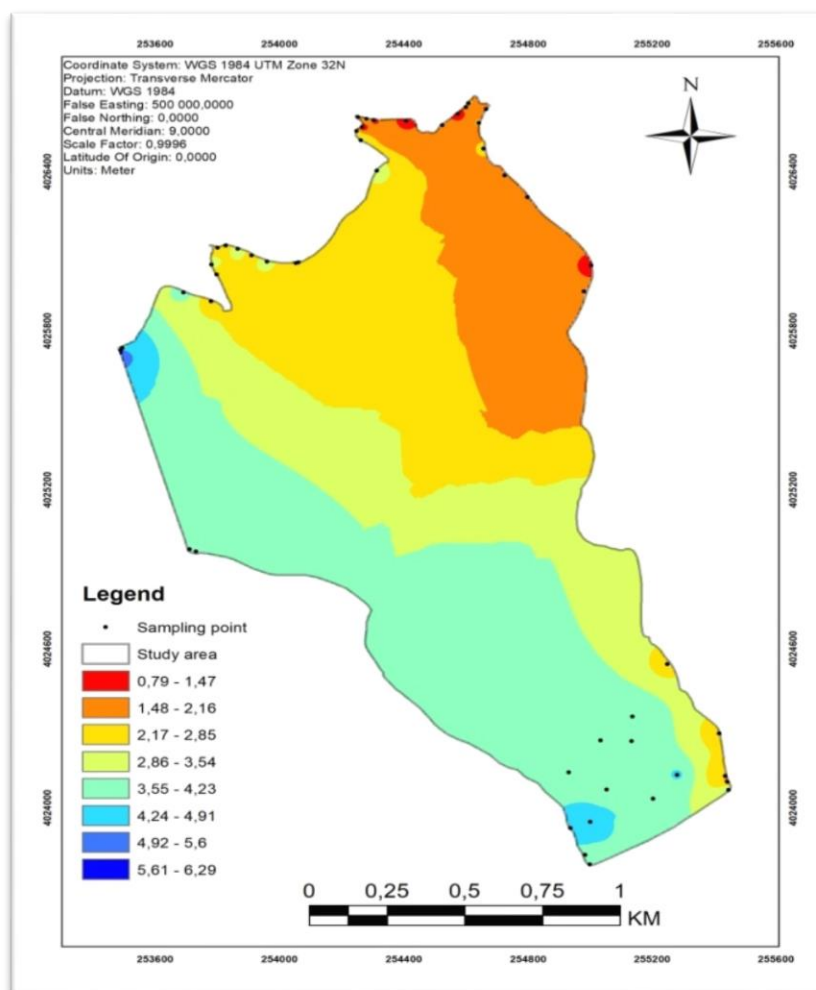 253600 254000 254400 254800 255200 255600
Coordinate System: WGS 1984 UTM Zone 32N
Projection: Transverse Mercator
Datum: WGS 1984
False Easting: 500 000,0000
False Northing: 0,0000
Central Meridian: 9,0000
Scale Factor: 0,9996
Latitude Of Origin: 0,0000
Units: Meter
N
4026400 4026400
4025800 4025800
4025200 4025200
4024600 4024600
4024000 4024000
Legend
Sampling point
Study area
0,79 - 1,47
1,48 - 2,16
2,17 - 2,85
2,86 - 3,54
3,55 - 4,23
4,24 - 4,91
4,92 - 5,6
5,61 - 6,29
0 0,25 0,5 0,75 1
KM
253600 254000 254400 254800 255200 255600